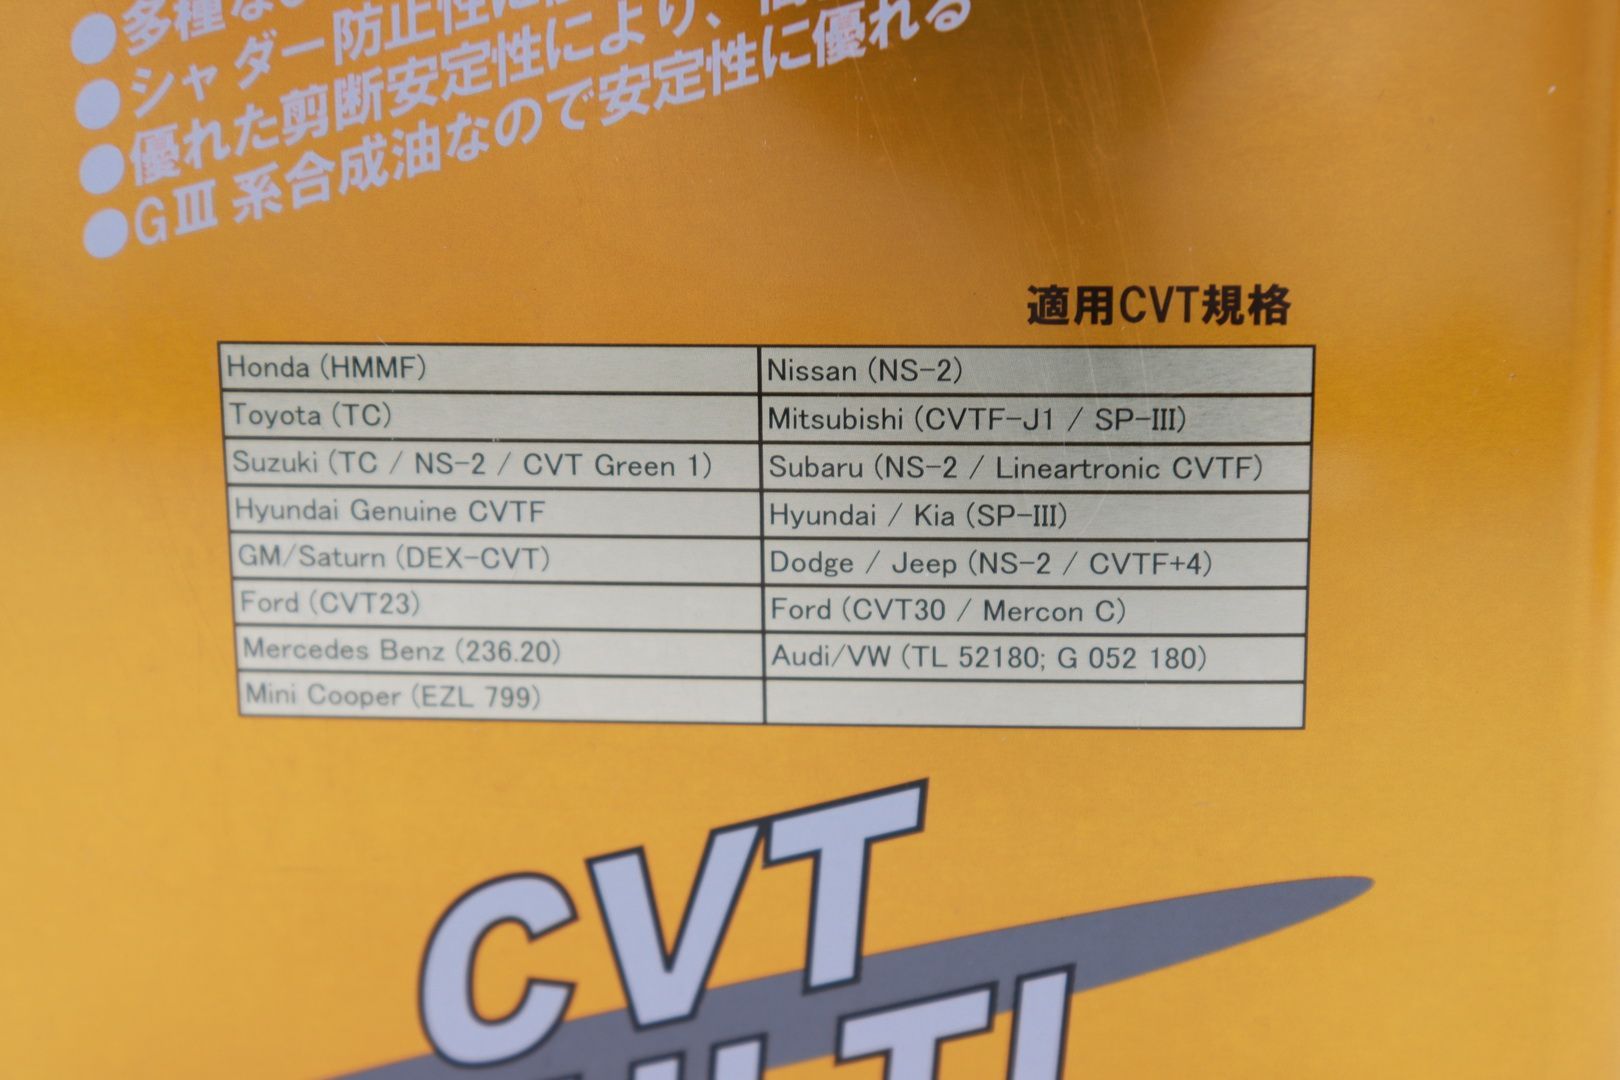 ●多種な
●シャダー防止性に
●優れた剪断安定性により、
●GⅢ 系合成油なので安定性に優れる
適用CVT規格
Honda (HMMF)
Nissan (NS-2)
Toyota (TC)
Mitsubishi (CVTF-J1 / SP-III)
Suzuki (TC / NS-2 / CVT Green 1)
Subaru (NS-2 / Lineartronic CVTF)
Hyundai Genuine CVTF
Hyundai / Kia (SP-III)
GM/Saturn (DEX-CVT)
Dodge / Jeep (NS-2 / CVTF+4)
Ford (CVT23)
Ford (CVT30 / Mercon C)
Mercedes Benz (236.20)
Audi/VW (TL 52180; G 052 180)
Mini Cooper (EZL 799)
CVT